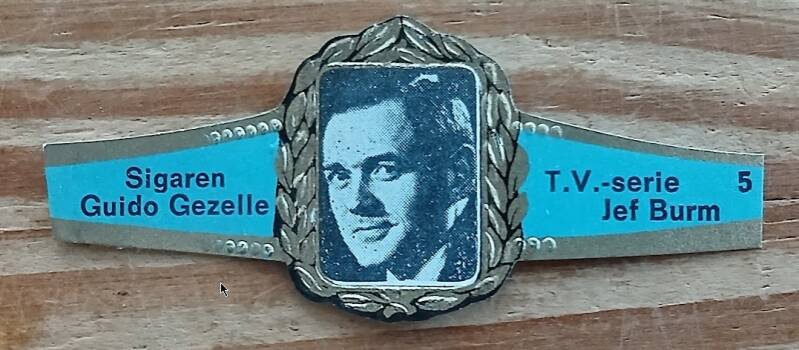 Sigaren
Guido Gezelle
T.V.-serie 5
Jef Burm